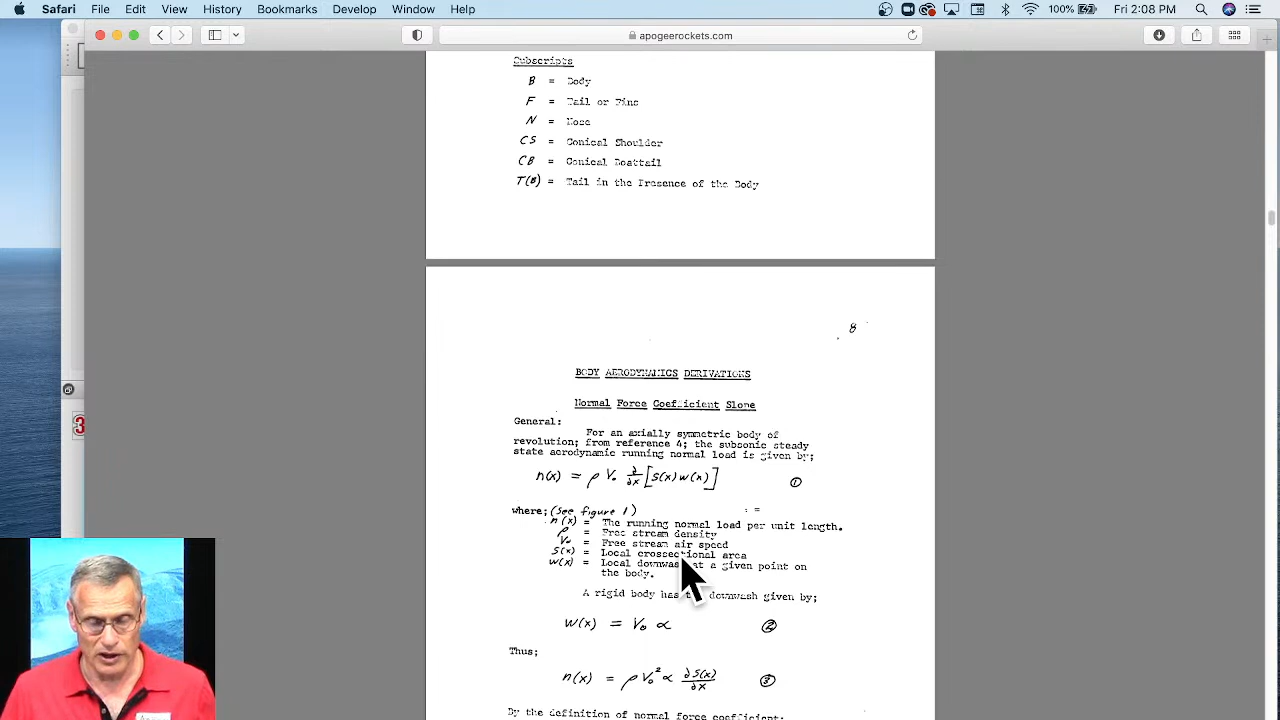 Safari File Edit View History Bookmarks Develop Window Help 100% Fri 2:08 PM
apogeerockets.com
Subscripts
B = Body
F = Tail or Fins
N = Nose
CS = Conical Shoulder
CB = Conical Boattail
T(B) = Tail in the Presence of the Body
8
BODY AERODYNAMICS DERIVATIONS
Normal Force Coefficient Slope
General:
For an axially symmetric body of
revolution; from reference 4; the subsonic steady
state aerodynamic running normal load is given by;
n(x) = ρ V₀ ∂/∂x [S(x) w(x)] ①
where; (See figure 1)
n(x) = The running normal load per unit length.
ρ = Free stream density
V₀ = Free stream air speed
S(x) = Local crossectional area
w(x) = Local downwash at a given point on
the body.
A rigid body has downwash given by;
w(x) = V₀ α ②
Thus;
n(x) = ρ V₀² α ∂S(x)/∂x ③
By the definition of normal force coefficient;
3